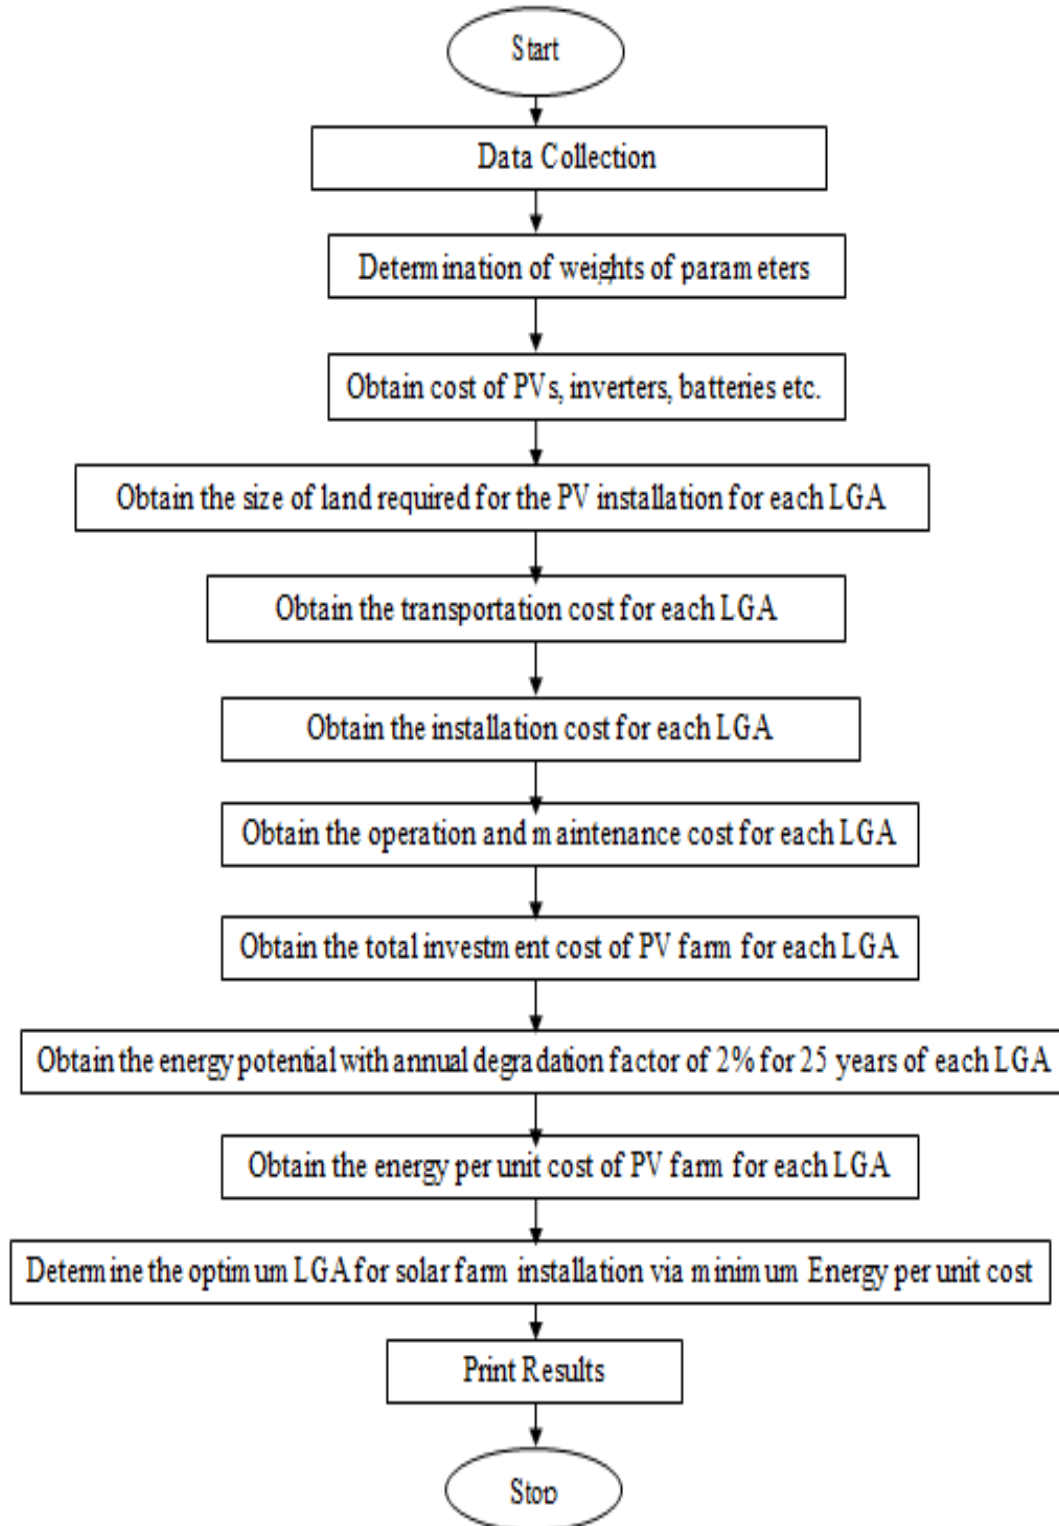 Start
Data Collection
Determination of weights of parameters
Obtain cost of PVs, inverters, batteries etc.
Obtain the size of land required for the PV installation for each LGA
Obtain the transportation cost for each LGA
Obtain the installation cost for each LGA
Obtain the operation and maintenance cost for each LGA
Obtain the total investment cost of PV farm for each LGA
Obtain the energy potential with annual degradation factor of 2% for 25 years of each LGA
Obtain the energy per unit cost of PV farm for each LGA
Determine the optimum LGA for solar farm installation via minimum Energy per unit cost
Print Results
Stop